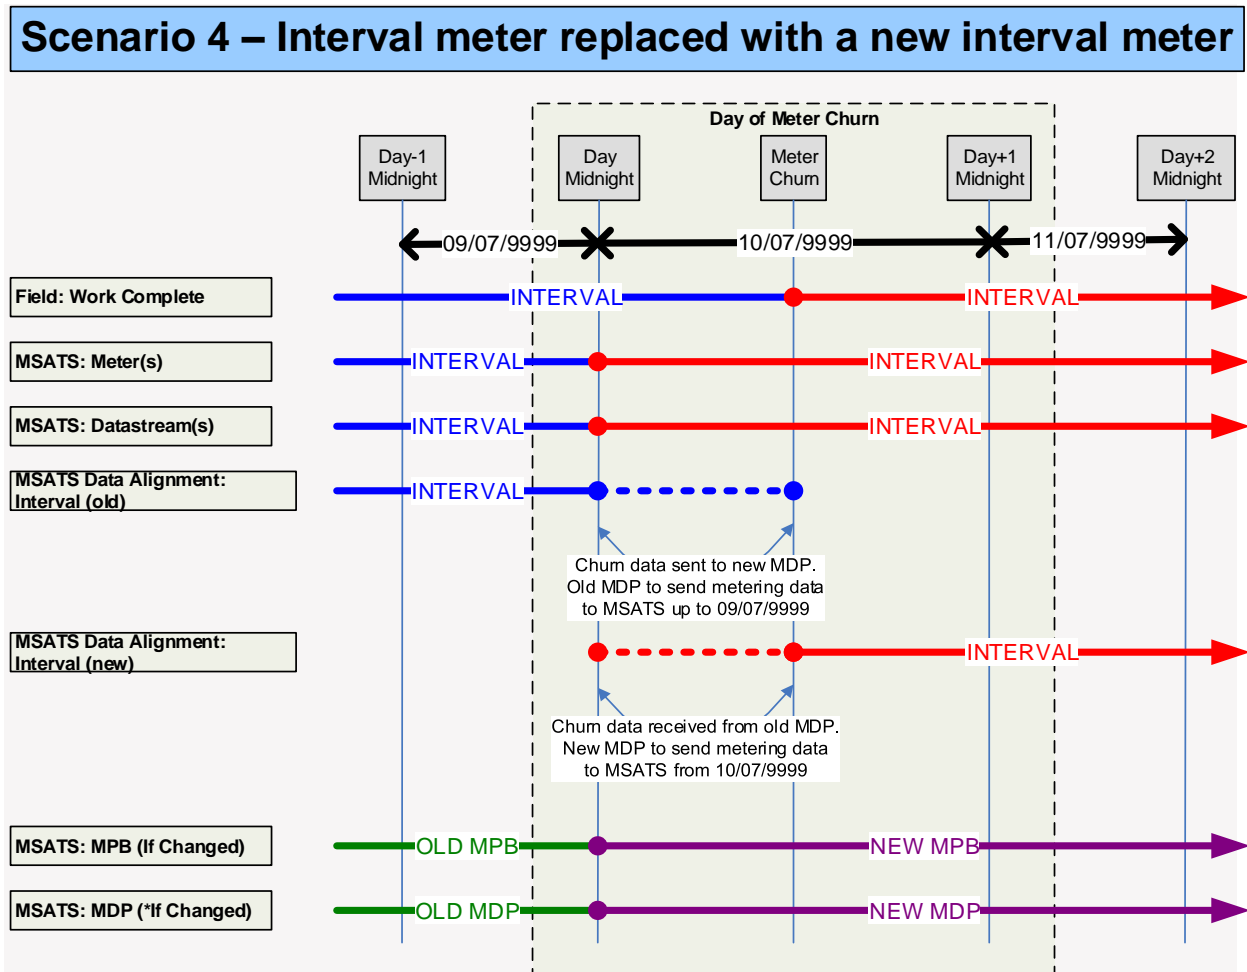 Scenario 4 – Interval meter replaced with a new interval meter
Day of Meter Churn
Day-1
Midnight
Day
Midnight
Meter
Churn
Day+1
Midnight
Day+2
Midnight
09/07/9999
10/07/9999
11/07/9999
Field: Work Complete
INTERVAL
INTERVAL
MSATS: Meter(s)
INTERVAL
INTERVAL
MSATS: Datastream(s)
INTERVAL
INTERVAL
MSATS Data Alignment:
Interval (old)
INTERVAL
Churn data sent to new MDP.
Old MDP to send metering data
to MSATS up to 09/07/9999
MSATS Data Alignment:
Interval (new)
INTERVAL
Churn data received from old MDP.
New MDP to send metering data
to MSATS from 10/07/9999
MSATS: MPB (If Changed)
OLD MPB
NEW MPB
MSATS: MDP (*If Changed)
OLD MDP
NEW MDP